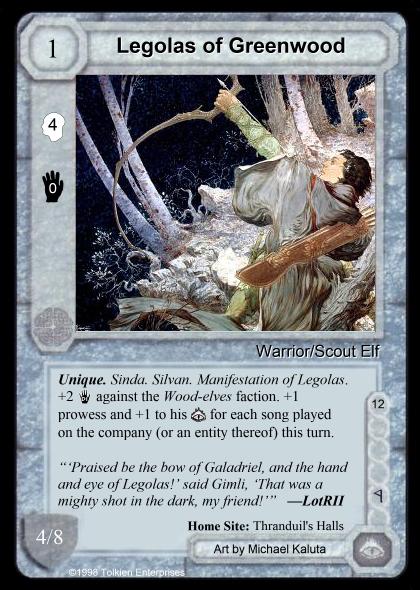 1
Legolas of Greenwood
4
0
Warrior/Scout Elf
Unique. Sinda. Silvan. Manifestation of Legolas.
+2 against the Wood-elves faction. +1
prowess and +1 to his for each song played
on the company (or an entity thereof) this turn.
12
“‘Praised be the bow of Galadriel, and the hand
and eye of Legolas!’ said Gimli, ‘That was a
mighty shot in the dark, my friend!’” —LotRII
Home Site: Thranduil's Halls
4/8
Art by Michael Kaluta
©1998 Tolkien Enterprises